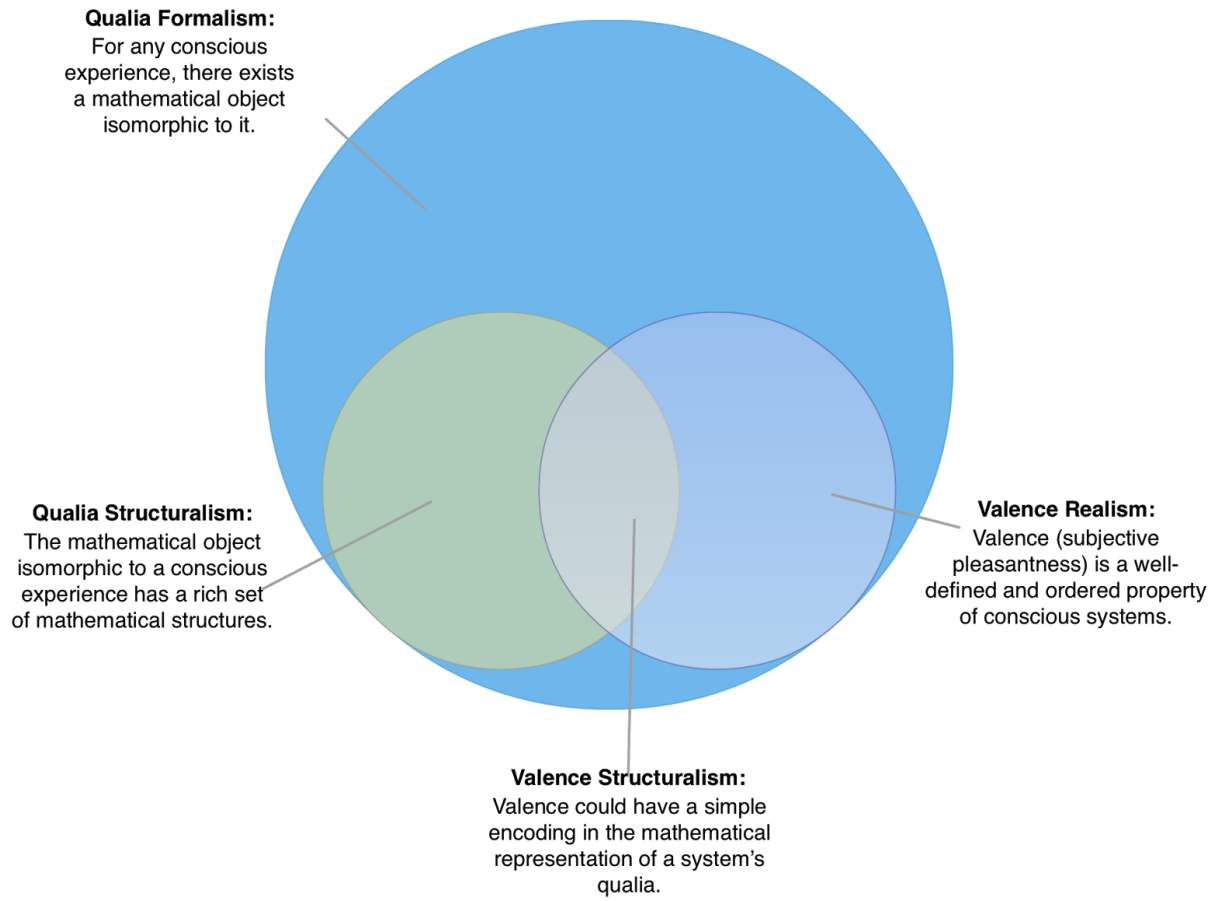 Qualia Formalism:
For any conscious
experience, there exists
a mathematical object
isomorphic to it.
Qualia Structuralism:
The mathematical object
isomorphic to a conscious
experience has a rich set
of mathematical structures.
Valence Realism:
Valence (subjective
pleasantness) is a well-
defined and ordered property
of conscious systems.
Valence Structuralism:
Valence could have a simple
encoding in the mathematical
representation of a system’s
qualia.